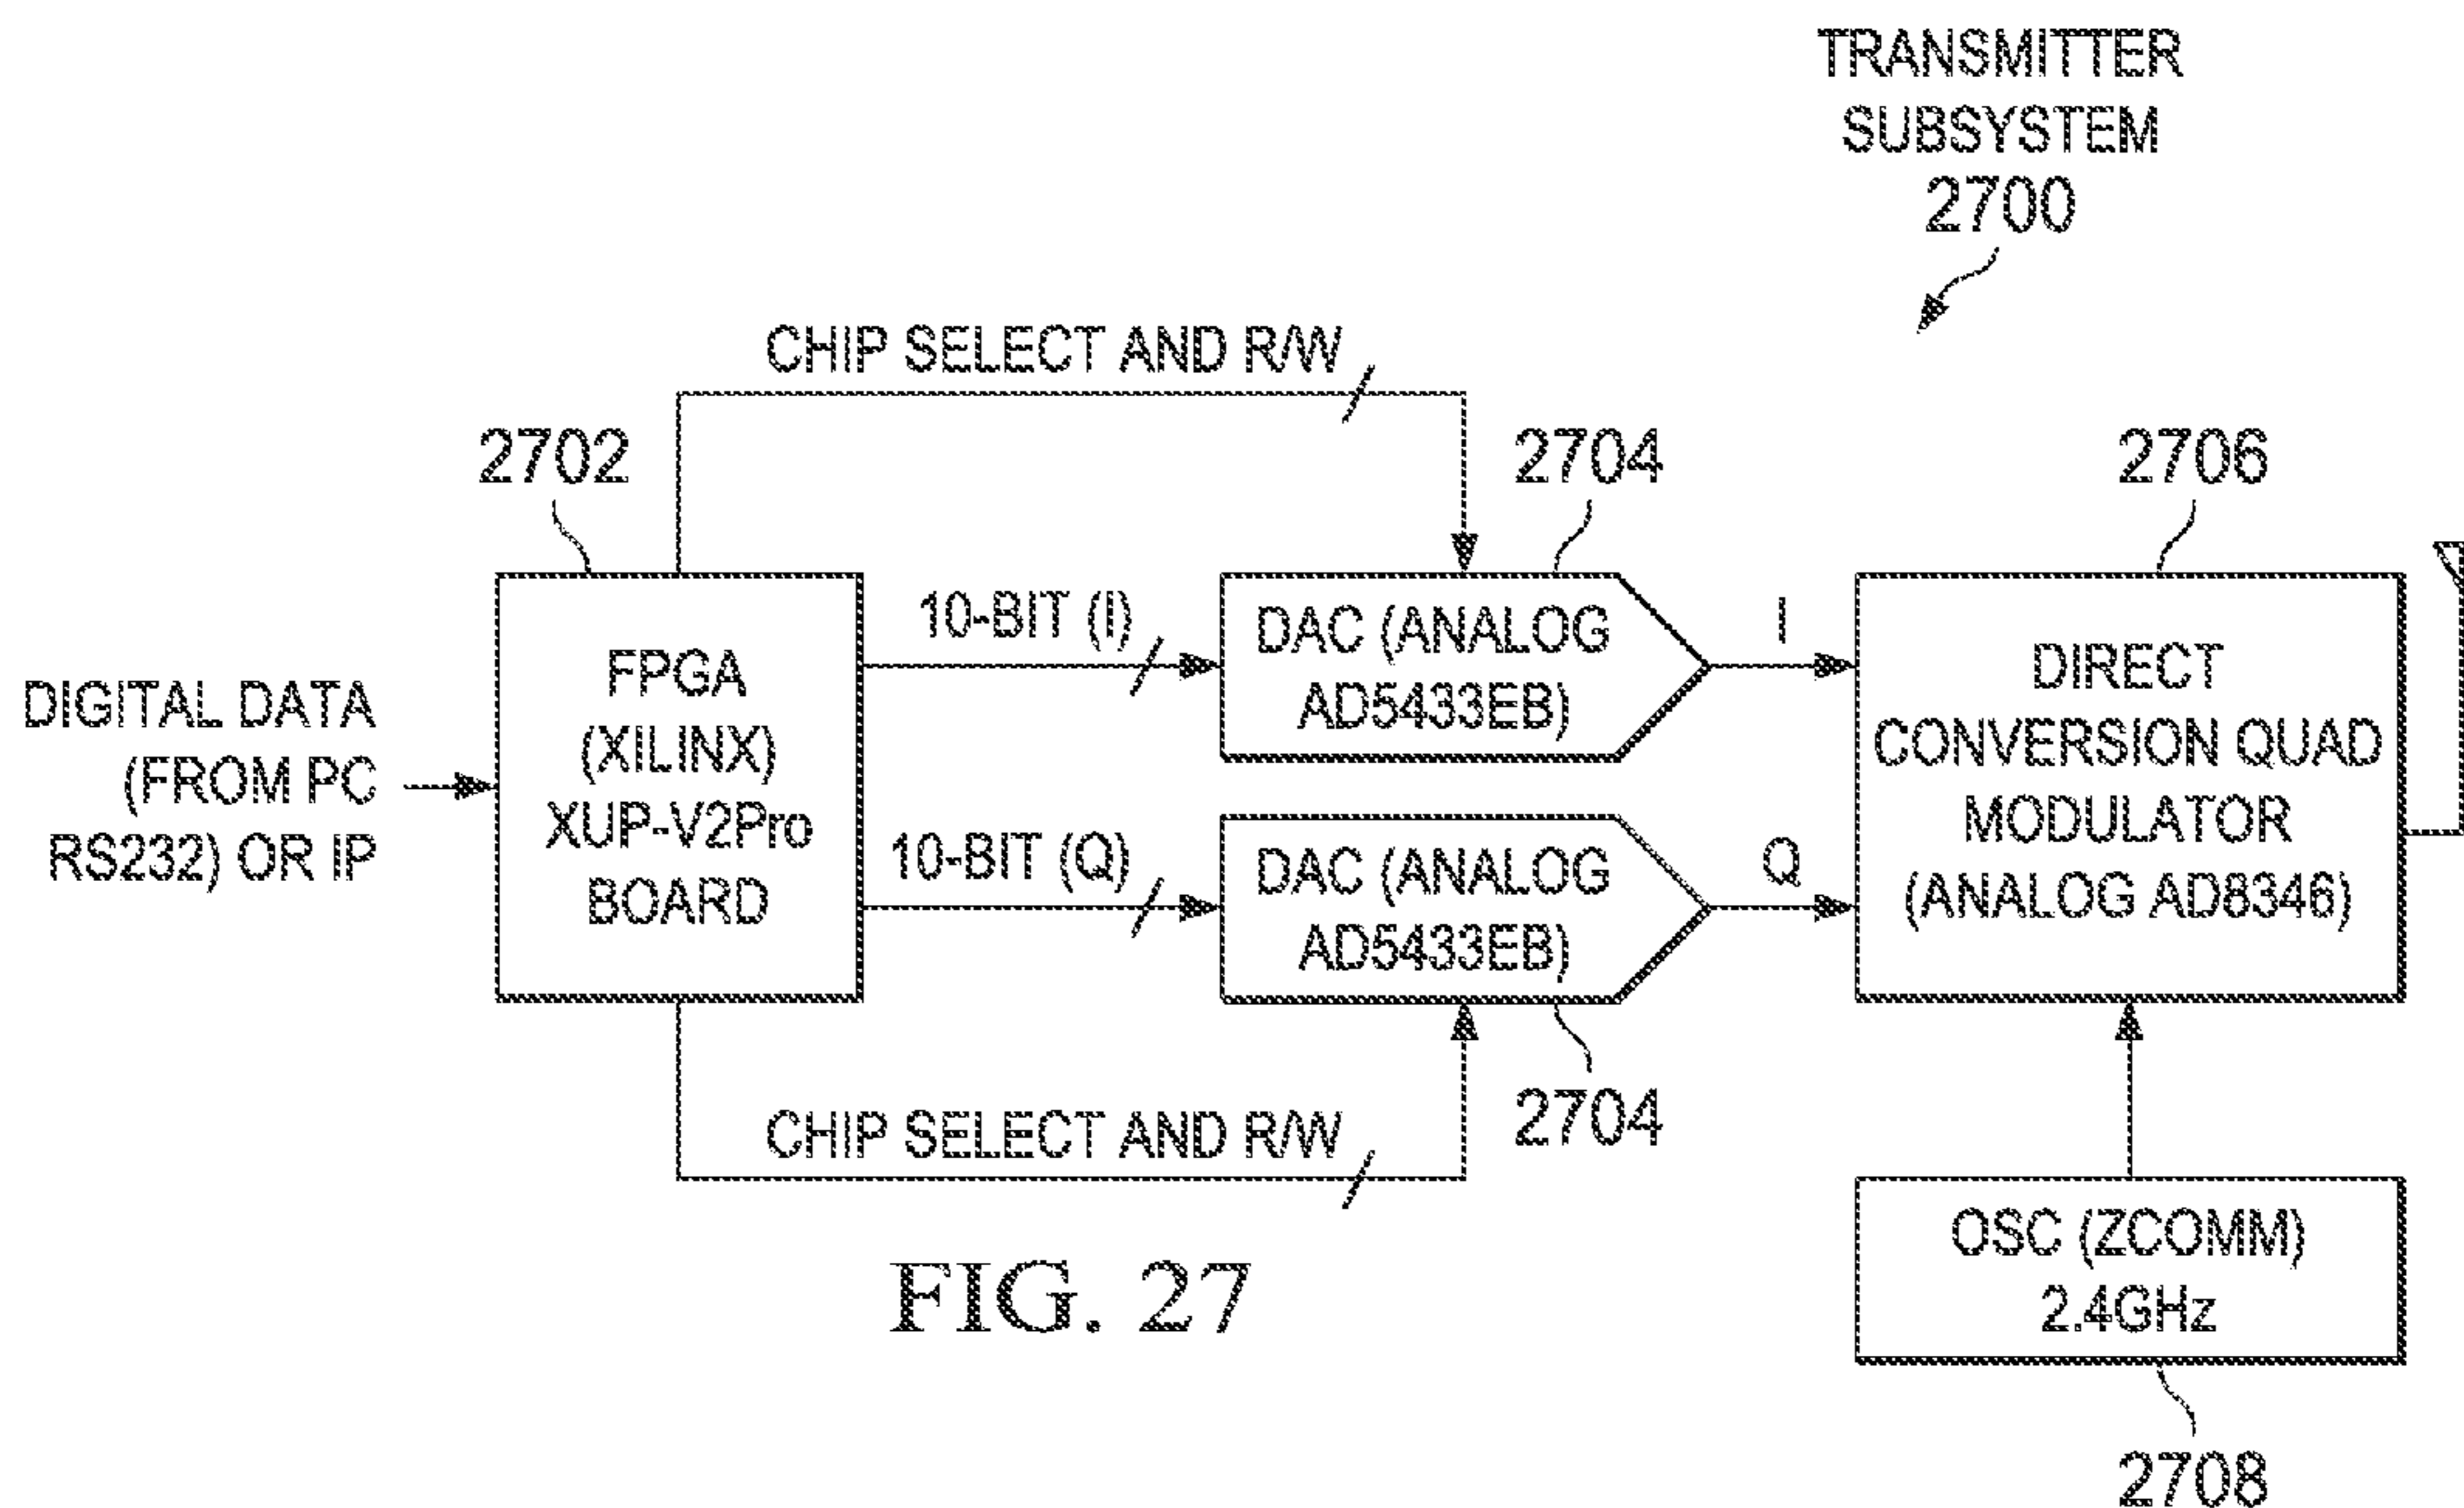 TRANSMITTER
SUBSYSTEM
2700
CHIP SELECT AND R/W
2702
2704
2706
DIGITAL DATA
(FROM PC
RS232) OR IP
FPGA
(XILINX)
XUP-V2Pro
BOARD
10-BIT (I)
10-BIT (Q)
DAC (ANALOG
AD5433EB)
DAC (ANALOG
AD5433EB)
I
Q
DIRECT
CONVERSION QUAD
MODULATOR
(ANALOG AD8346)
CHIP SELECT AND R/W
2704
OSC (ZCOMM)
2.4GHz
2708
FIG. 27